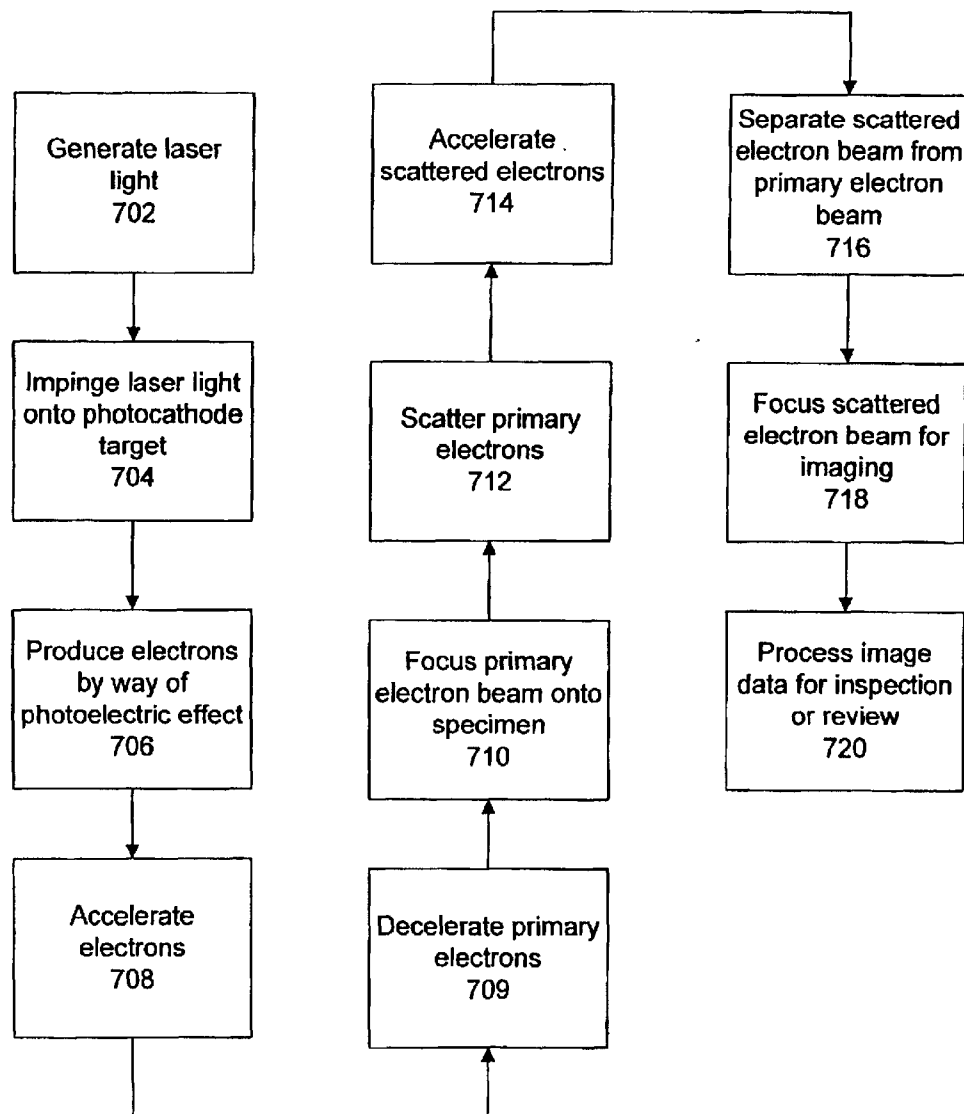 Generate laser
light
702
Impinge laser light
onto photocathode
target
704
Produce electrons
by way of
photoelectric effect
706
Accelerate
electrons
708
Decelerate primary
electrons
709
Focus primary
electron beam onto
specimen
710
Scatter primary
electrons
712
Accelerate
scattered electrons
714
Separate scattered
electron beam from
primary electron
beam
716
Focus scattered
electron beam for
imaging
718
Process image
data for inspection
or review
720